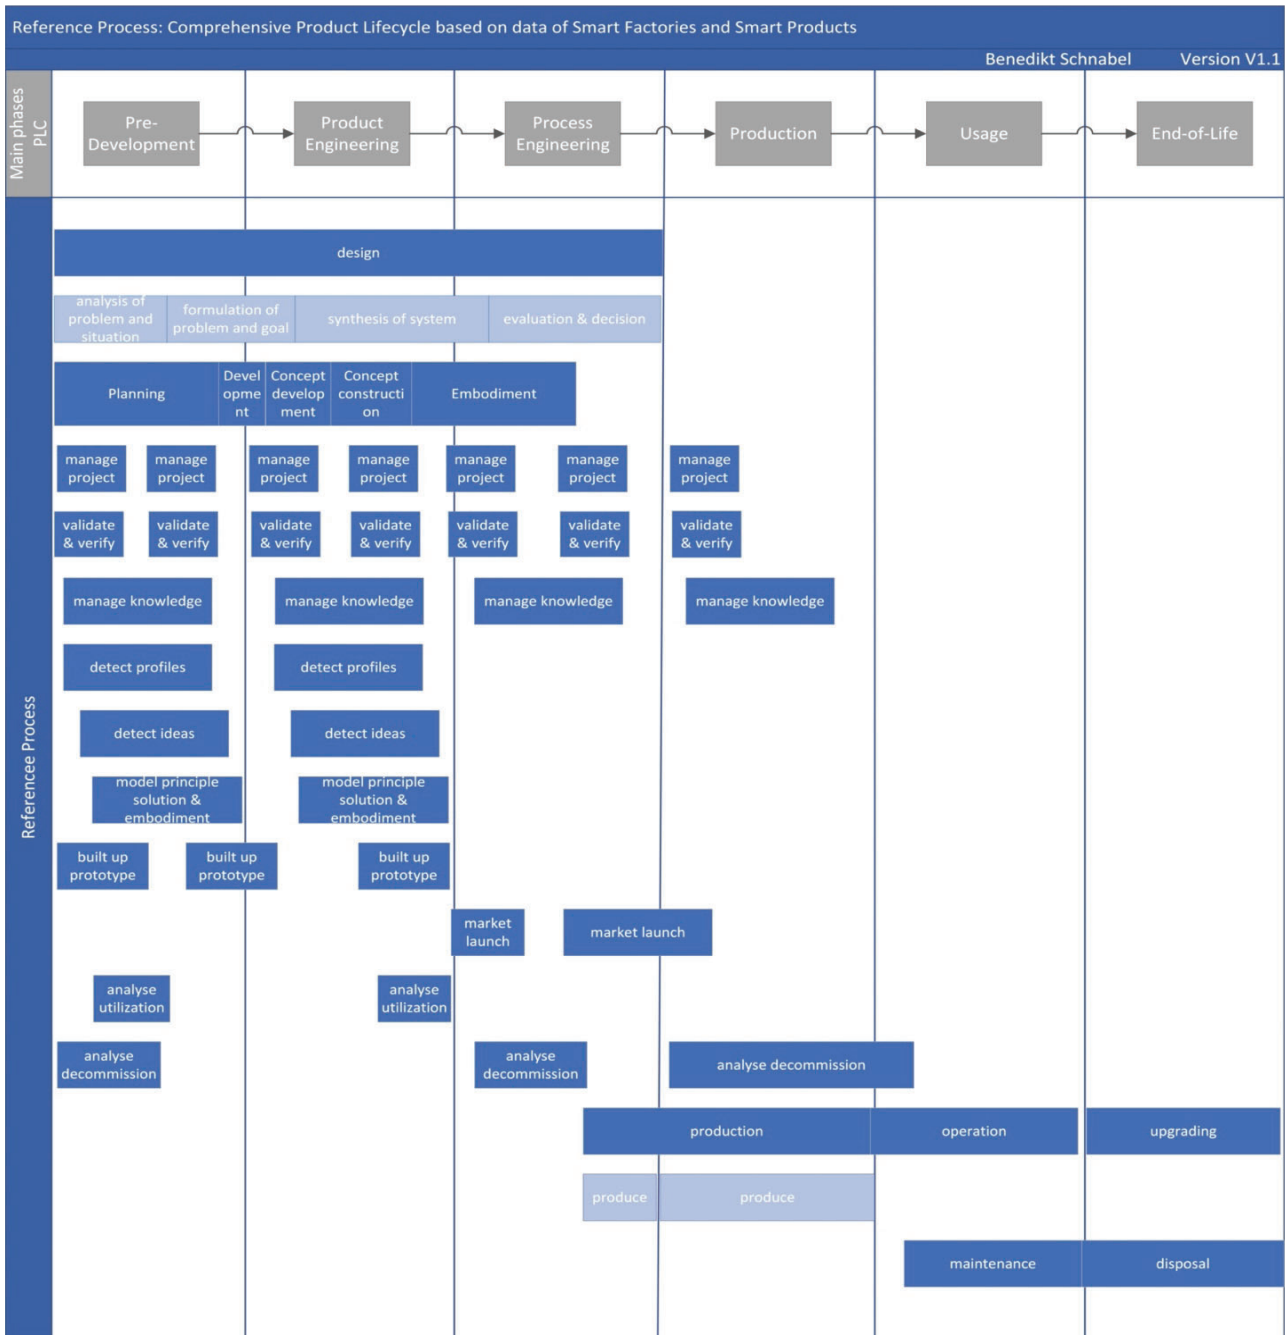 Reference Process: Comprehensive Product Lifecycle based on data of Smart Factories and Smart Products
Benedikt Schnabel Version V1.1
Main phases
PLC
Pre-
Development
Product
Engineering
Process
Engineering
Production
Usage
End-of-Life
Referencee Process
design
analysis of
problem and
situation
formulation of
problem and goal
synthesis of system
evaluation & decision
Planning
Devel
opme
nt
Concept
develop
ment
Concept
constructi
on
Embodiment
manage
project
manage
project
manage
project
manage
project
manage
project
manage
project
manage
project
validate
& verify
validate
& verify
validate
& verify
validate
& verify
validate
& verify
validate
& verify
validate
& verify
manage knowledge
manage knowledge
manage knowledge
manage knowledge
detect profiles
detect profiles
detect ideas
detect ideas
model principle
solution &
embodiment
model principle
solution &
embodiment
built up
prototype
built up
prototype
built up
prototype
market
launch
market launch
analyse
utilization
analyse
utilization
analyse
decommission
analyse
decommission
analyse decommission
production
operation
upgrading
produce
produce
maintenance
disposal